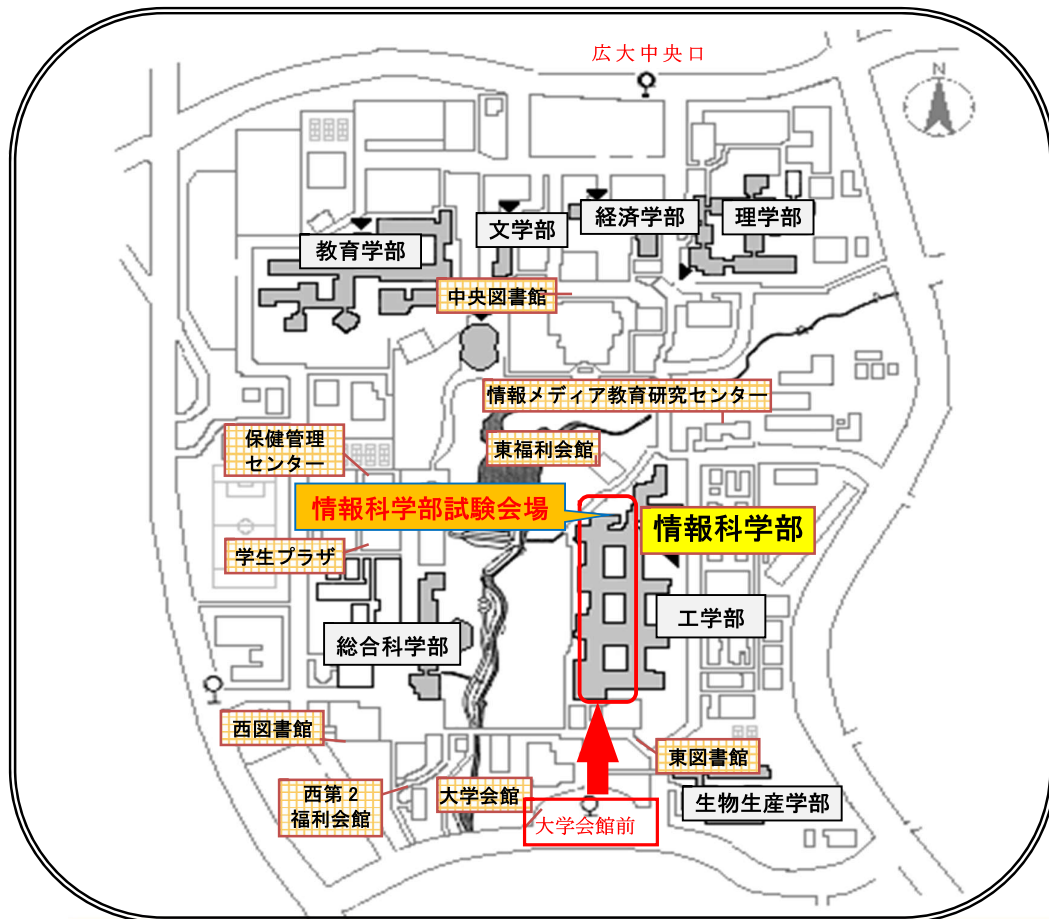 広大中央口
N
経済学部
理学部
文学部
教育学部
中央図書館
情報メディア教育研究センター
保健管理
センター
東福利会館
情報科学部試験会場
情報科学部
学生プラザ
工学部
総合科学部
西図書館
東図書館
西第2
福利会館
大学会館
生物生産学部
大学会館前